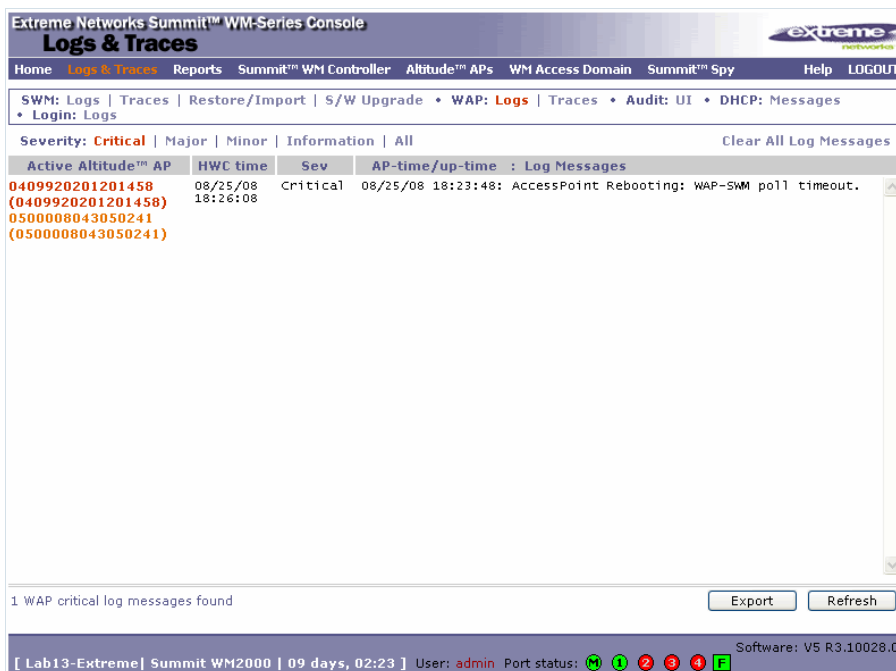 Extreme Networks Summit™ WM-Series Console
Logs & Traces
extreme
networks
Home Logs & Traces Reports Summit™ WM Controller Altitude™ APs WM Access Domain Summit™ Spy Help LOGOUT
SWM: Logs | Traces | Restore/Import | S/W Upgrade • WAP: Logs | Traces • Audit: UI • DHCP: Messages
• Login: Logs
Severity: Critical | Major | Minor | Information | All Clear All Log Messages
Active Altitude™ AP HWC time Sev AP-time/up-time : Log Messages
0409920201201458 08/25/08 Critical 08/25/08 18:23:48: AccessPoint Rebooting: WAP-SWM poll timeout.
(0409920201201458) 18:26:08
0500008043050241
(0500008043050241)
1 WAP critical log messages found Export Refresh
Software: V5 R3.10028.0
[ Lab13-Extreme| Summit WM2000 | 09 days, 02:23 ] User: admin Port status: M 1 2 3 4 F